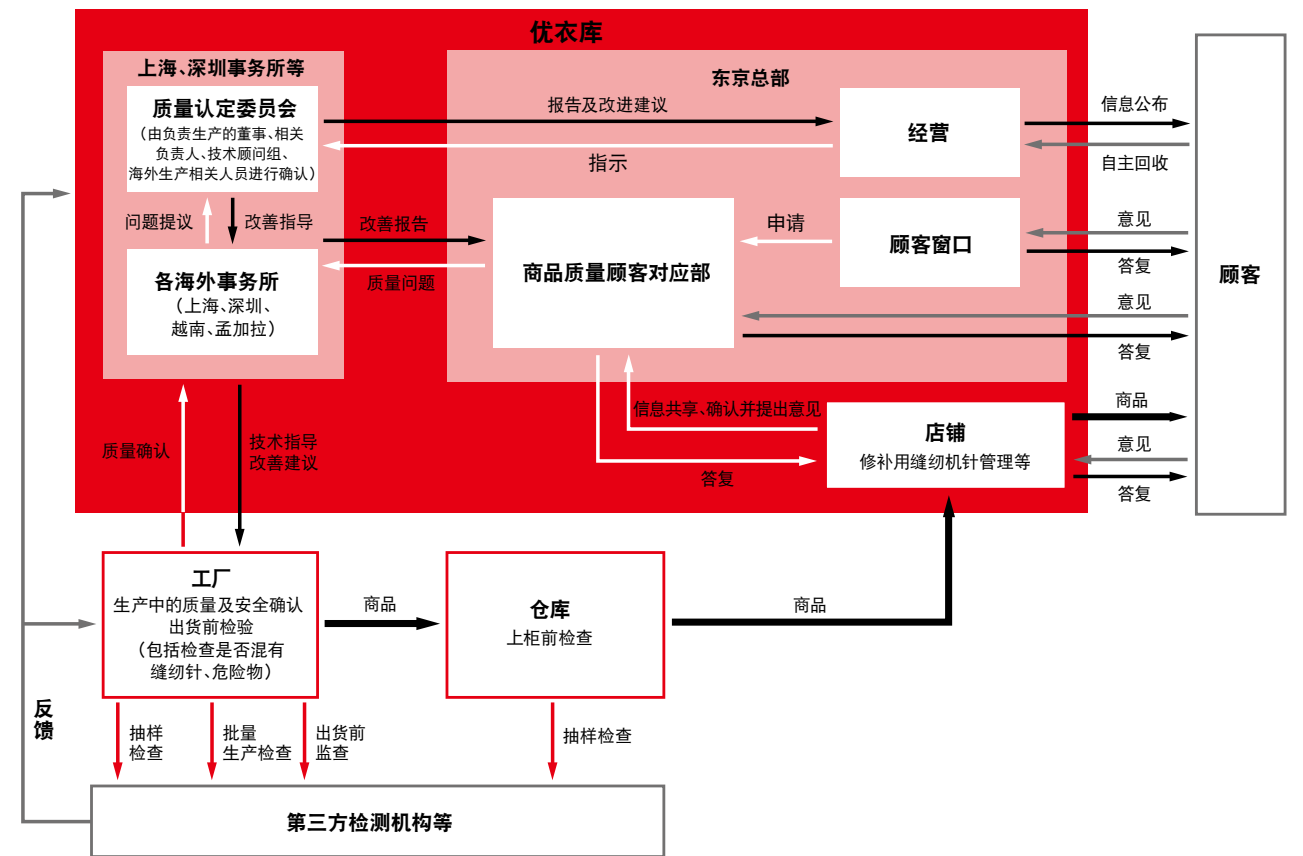 优衣库
上海、深圳事务所等
质量认定委员会
（由负责生产的董事、相关
负责人、技术顾问组、
海外生产相关人员进行确认）
问题提议
改善指导
各海外事务所
（上海、深圳、
越南、孟加拉）
东京总部
报告及改进建议
指示
经营
改善报告
质量问题
商品质量顾客对应部
申请
顾客窗口
信息公布
自主回收
意见
答复
意见
答复
顾客
信息共享、确认并提出意见
答复
店铺
修补用缝纫机针管理等
商品
意见
答复
质量确认
技术指导
改善建议
工厂
生产中的质量及安全确认
出货前检验
（包括检查是否混有
缝纫针、危险物）
商品
仓库
上柜前检查
商品
反
馈
抽样
检查
批量
生产检查
出货前
监查
抽样检查
第三方检测机构等